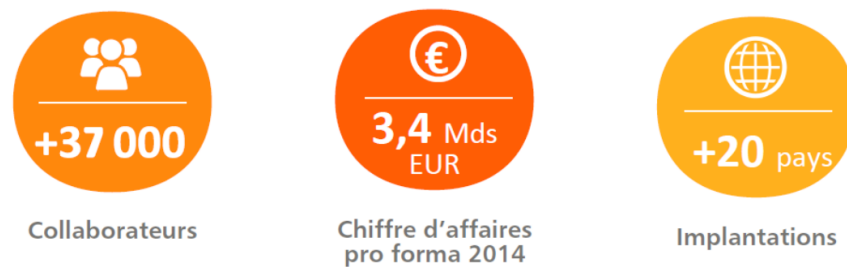 +37 000
Collaborateurs
€
3,4 Mds
EUR
Chiffre d'affaires
pro forma 2014
+20 pays
Implantations